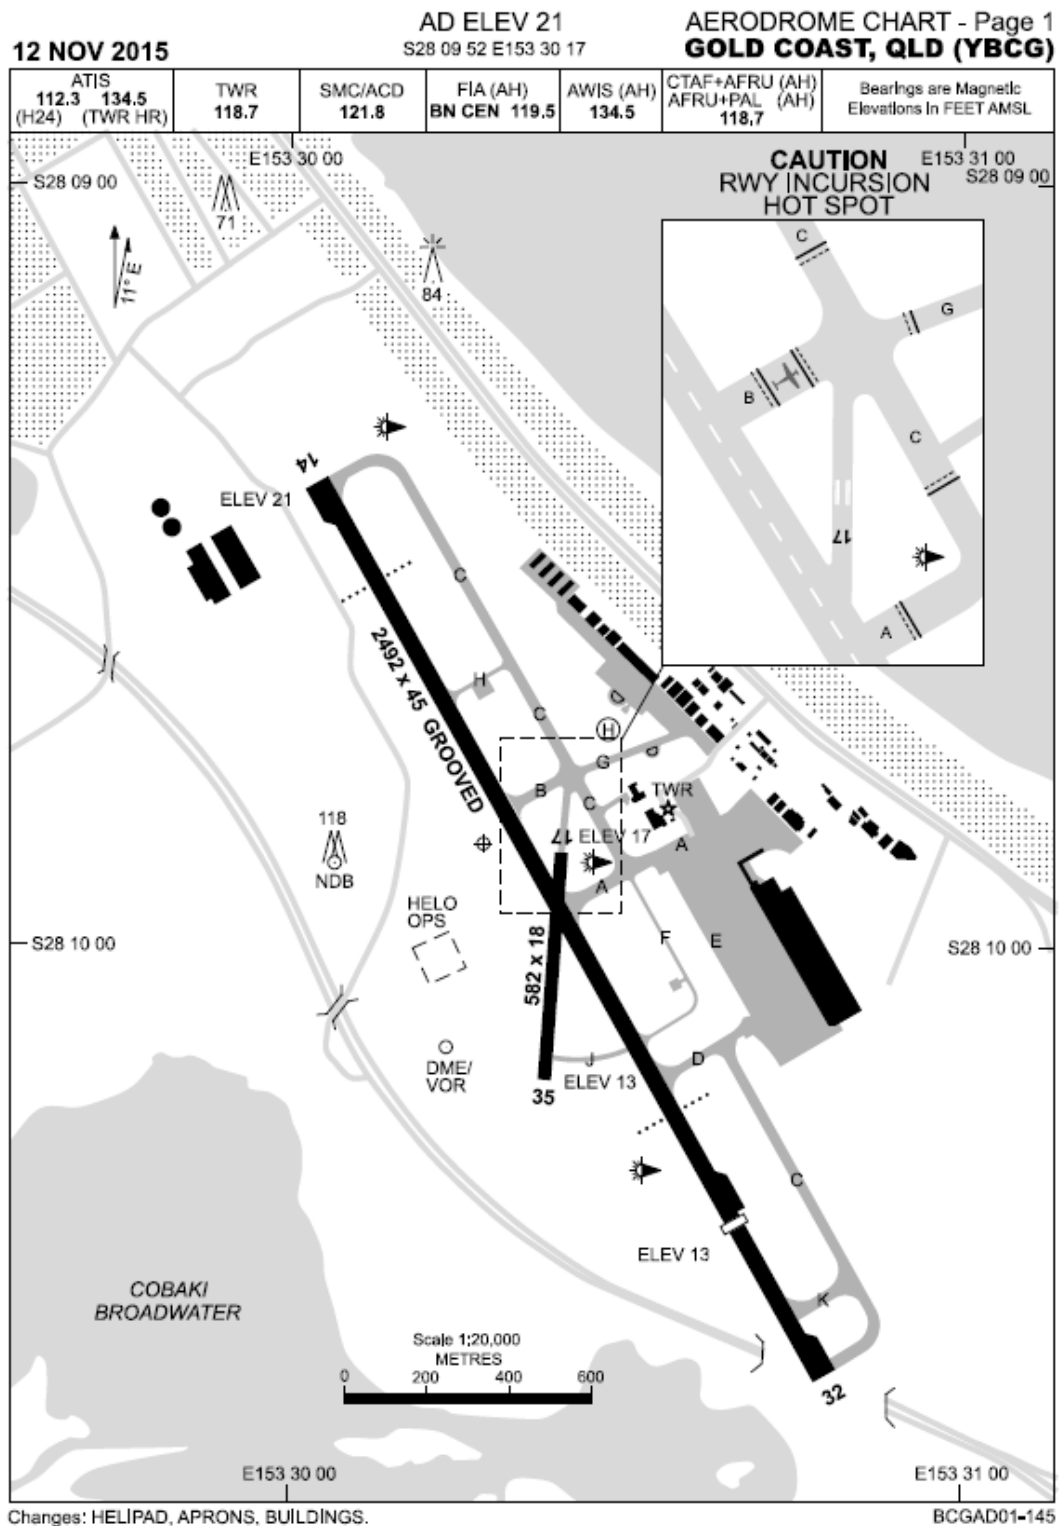 AD ELEV 21
AERODROME CHART - Page 1
12 NOV 2015
S28 09 52 E153 30 17
GOLD COAST, QLD (YBCG)
ATIS
112.3 134.5
(H24) (TWR HR)
TWR
118.7
SMC/ACD
121.8
FIA (AH)
BN CEN 119.5
AWIS (AH)
134.5
CTAF+AFRU (AH)
AFRU+PAL (AH)
118.7
Bearings are Magnetic
Elevations in FEET AMSL
E153 30 00
E153 31 00
S28 09 00
S28 09 00
CAUTION
RWY INCURSION
HOT SPOT
71
11° E
84
C
G
B
C
17
A
14
ELEV 21
C
2492 x 45 GROOVED
H
C
D
H
D
G
B
C
TWR
118
NDB
17
ELEV 17
A
A
HELO
OPS
F
E
S28 10 00
S28 10 00
582 x 18
DME/
VOR
J
D
ELEV 13
35
C
ELEV 13
COBAKI
BROADWATER
K
Scale 1:20,000
METRES
0 200 400 600
32
E153 30 00
E153 31 00
Changes: HELIPAD, APRONS, BUILDINGS.
BCGAD01-145